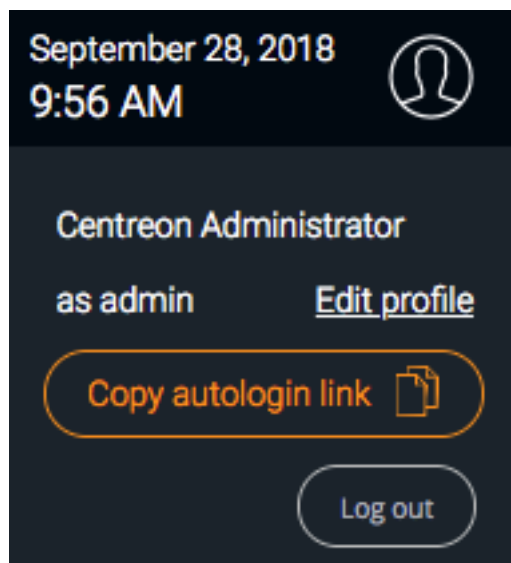 September 28, 2018
9:56 AM
Centreon Administrator
as admin Edit profile
Copy autologin link
Log out